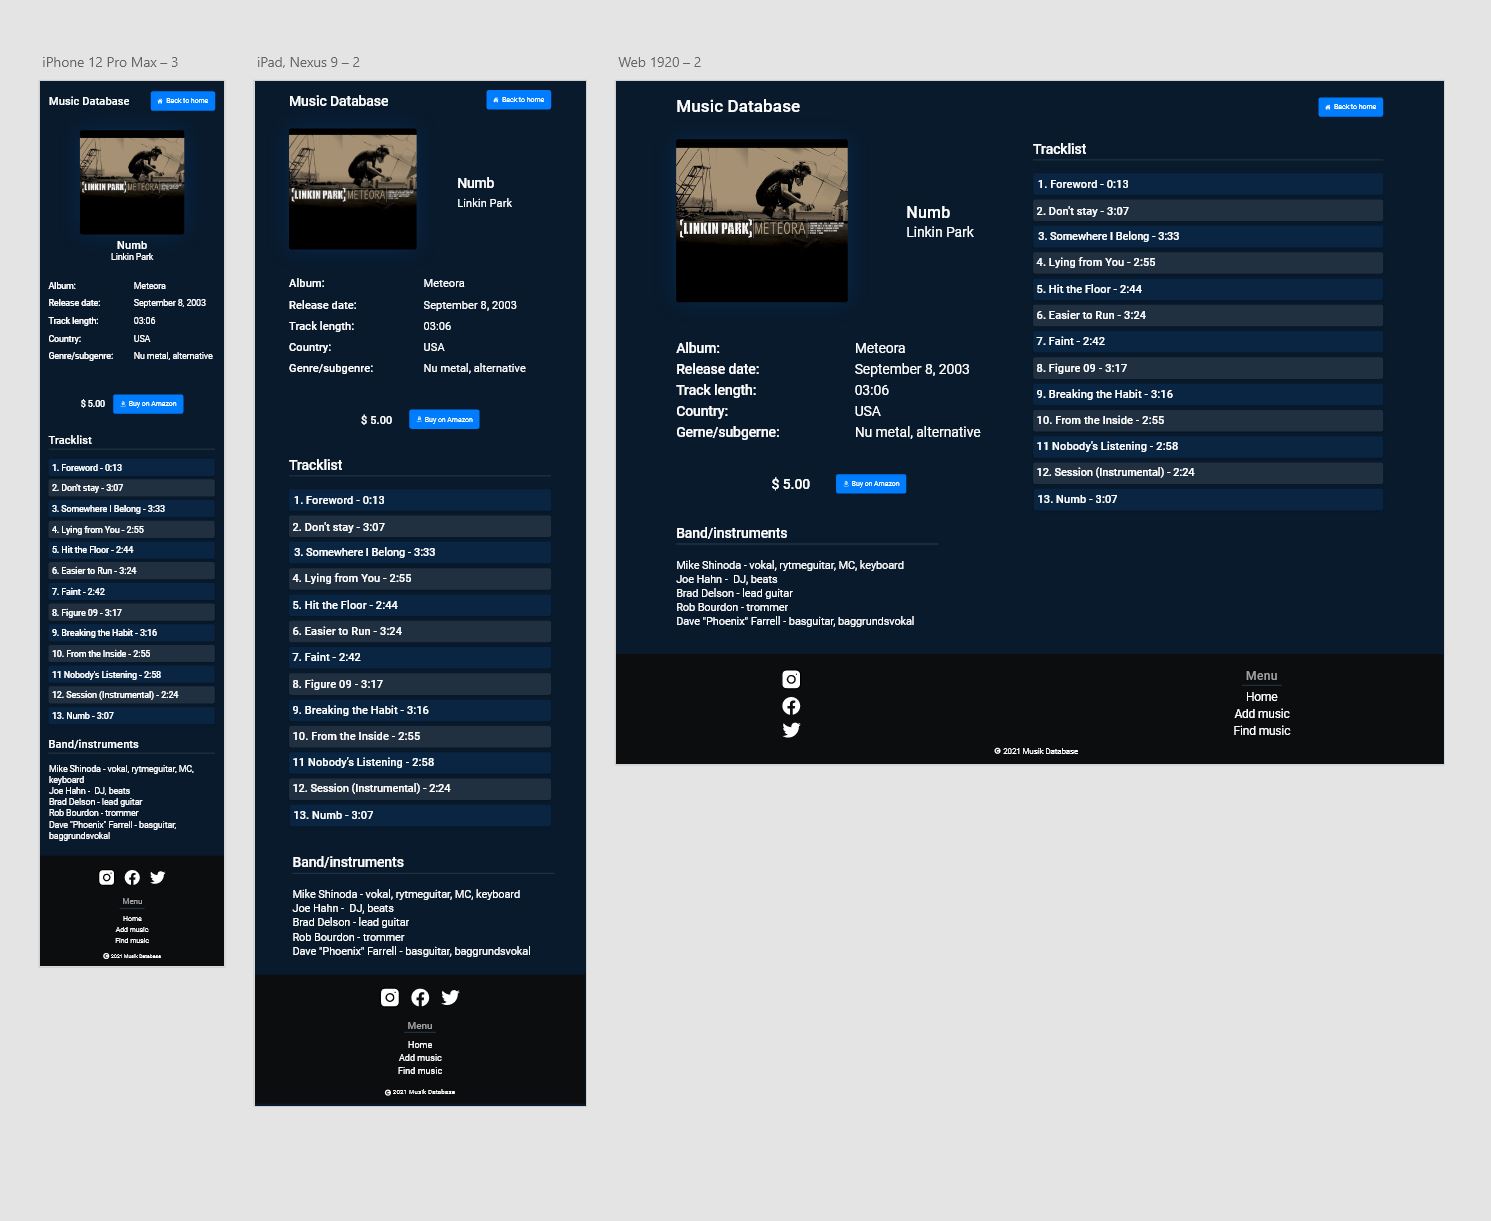 iPhone 12 Pro Max – 3
Music Database
Back to home
[LINKIN PARK] METEORA
Numb
Linkin Park
Album: Meteora
Release date: September 8, 2003
Track length: 03:06
Country: USA
Genre/subgenre: Nu metal, alternative
$ 5.00 Buy on Amazon
Tracklist
1. Foreword - 0:13
2. Don't stay - 3:07
3. Somewhere I Belong - 3:33
4. Lying from You - 2:55
5. Hit the Floor - 2:44
6. Easier to Run - 3:24
7. Faint - 2:42
8. Figure 09 - 3:17
9. Breaking the Habit - 3:16
10. From the Inside - 2:55
11 Nobody's Listening - 2:58
12. Session (Instrumental) - 2:24
13. Numb - 3:07
Band/instruments
Mike Shinoda - vokal, rytmeguitar, MC,
keyboard
Joe Hahn - DJ, beats
Brad Delson - lead guitar
Rob Bourdon - trommer
Dave "Phoenix" Farrell - basguitar,
baggrundsvokal
Menu
Home
Add music
Find music
© 2021 Musik Database
iPad, Nexus 9 – 2
Music Database
Back to home
[LINKIN PARK] METEORA
Numb
Linkin Park
Album: Meteora
Release date: September 8, 2003
Track length: 03:06
Country: USA
Genre/subgenre: Nu metal, alternative
$ 5.00 Buy on Amazon
Tracklist
1. Foreword - 0:13
2. Don't stay - 3:07
3. Somewhere I Belong - 3:33
4. Lying from You - 2:55
5. Hit the Floor - 2:44
6. Easier to Run - 3:24
7. Faint - 2:42
8. Figure 09 - 3:17
9. Breaking the Habit - 3:16
10. From the Inside - 2:55
11 Nobody's Listening - 2:58
12. Session (Instrumental) - 2:24
13. Numb - 3:07
Band/instruments
Mike Shinoda - vokal, rytmeguitar, MC, keyboard
Joe Hahn - DJ, beats
Brad Delson - lead guitar
Rob Bourdon - trommer
Dave "Phoenix" Farrell - basguitar, baggrundsvokal
Menu
Home
Add music
Find music
© 2021 Musik Database
Web 1920 – 2
Music Database
Back to home
[LINKIN PARK] METEORA
Numb
Linkin Park
Album: Meteora
Release date: September 8, 2003
Track length: 03:06
Country: USA
Gerne/subgerne: Nu metal, alternative
$ 5.00 Buy on Amazon
Band/instruments
Mike Shinoda - vokal, rytmeguitar, MC, keyboard
Joe Hahn - DJ, beats
Brad Delson - lead guitar
Rob Bourdon - trommer
Dave "Phoenix" Farrell - basguitar, baggrundsvokal
Tracklist
1. Foreword - 0:13
2. Don't stay - 3:07
3. Somewhere I Belong - 3:33
4. Lying from You - 2:55
5. Hit the Floor - 2:44
6. Easier to Run - 3:24
7. Faint - 2:42
8. Figure 09 - 3:17
9. Breaking the Habit - 3:16
10. From the Inside - 2:55
11 Nobody's Listening - 2:58
12. Session (Instrumental) - 2:24
13. Numb - 3:07
Menu
Home
Add music
Find music
© 2021 Musik Database